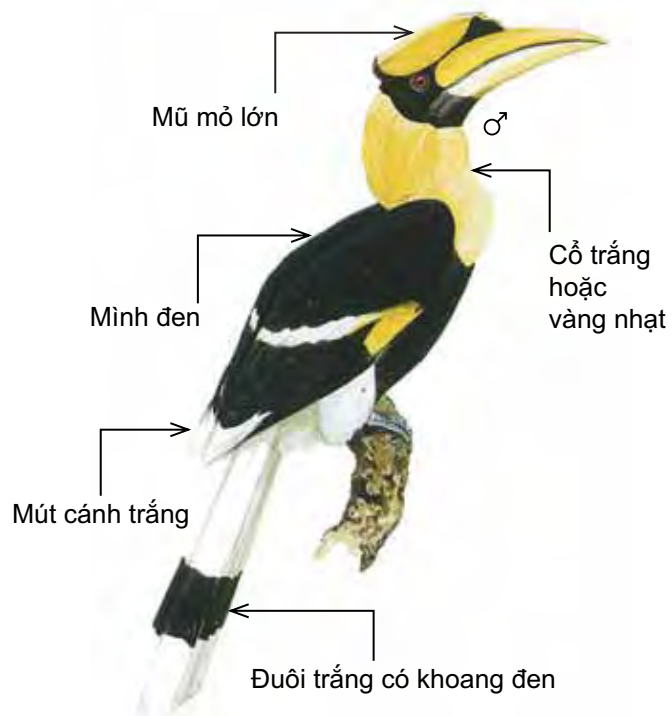 Mũ mỏ lớn
♂
Cổ trắng
hoặc
vàng nhạt
Mình đen
Mút cánh trắng
Đuôi trắng có khoang đen